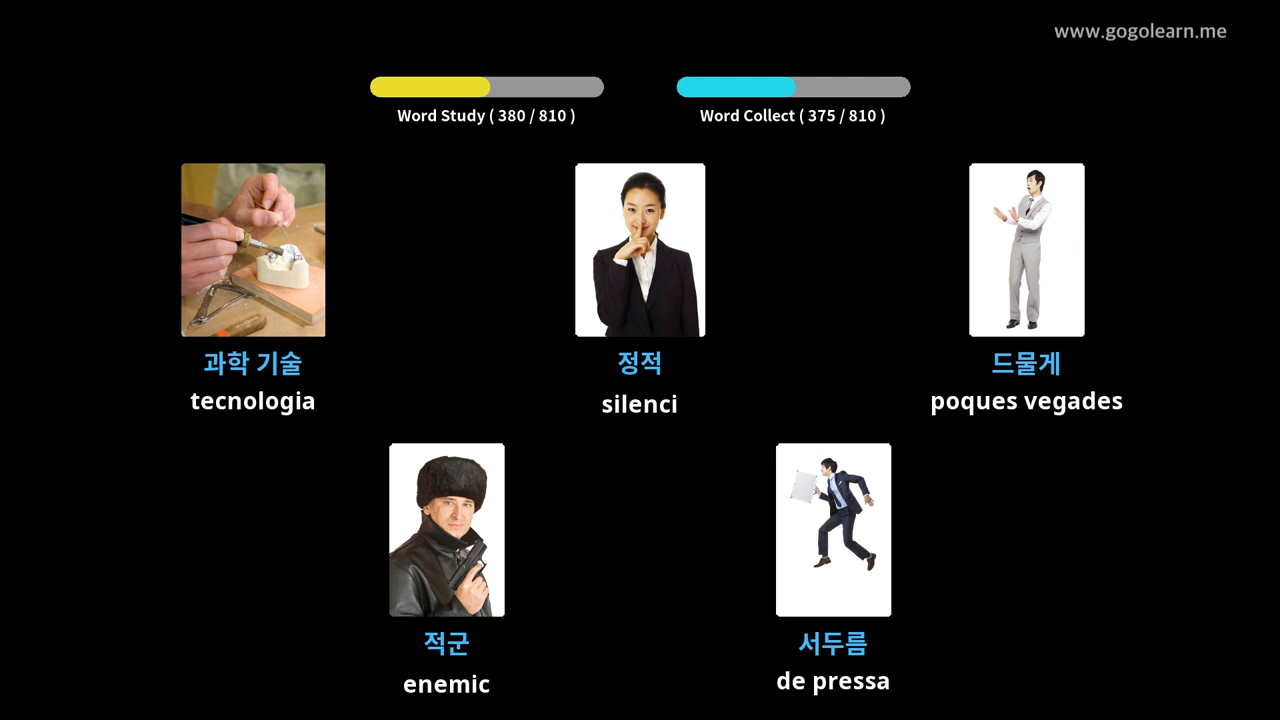 www.gogolearn.me
Word Study ( 380 / 810 )
Word Collect ( 375 / 810 )
과학 기술
tecnologia
정적
silenci
드물게
poques vegades
적군
enemic
서두름
de pressa